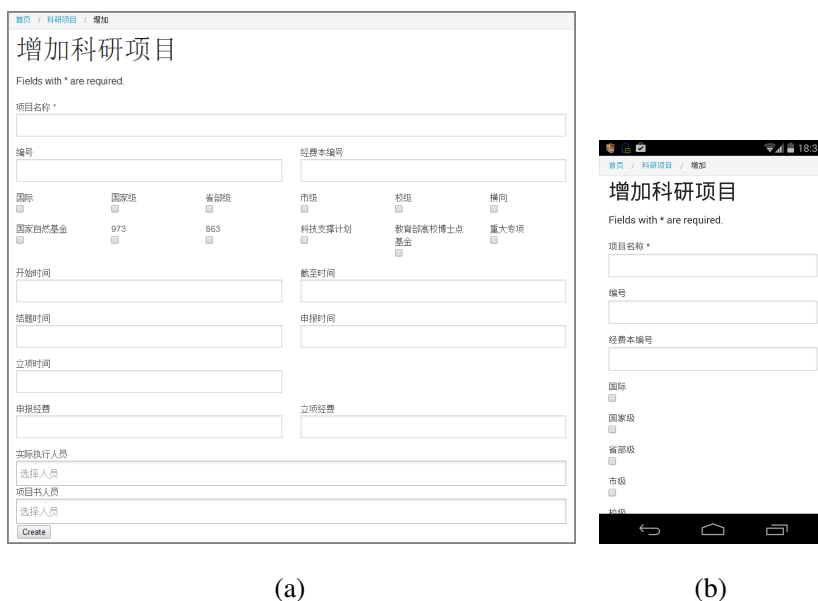 首页 / 科研项目 / 增加
增加科研项目
Fields with * are required.
项目名称 *
编号 经费本编号
国际 国家级 省部级 市级 校级 横向
国家自然基金 973 863 科技支撑计划 教育部高校博士点基金 重大专项
开始时间 截至时间
结题时间 申报时间
立项时间
申报经费 立项经费
实际执行人员
选择人员
项目书人员
选择人员
Create
(a)
18:3
首页 / 科研项目 / 增加
增加科研项目
Fields with * are required.
项目名称 *
编号
经费本编号
国际
国家级
省部级
市级
校级
(b)